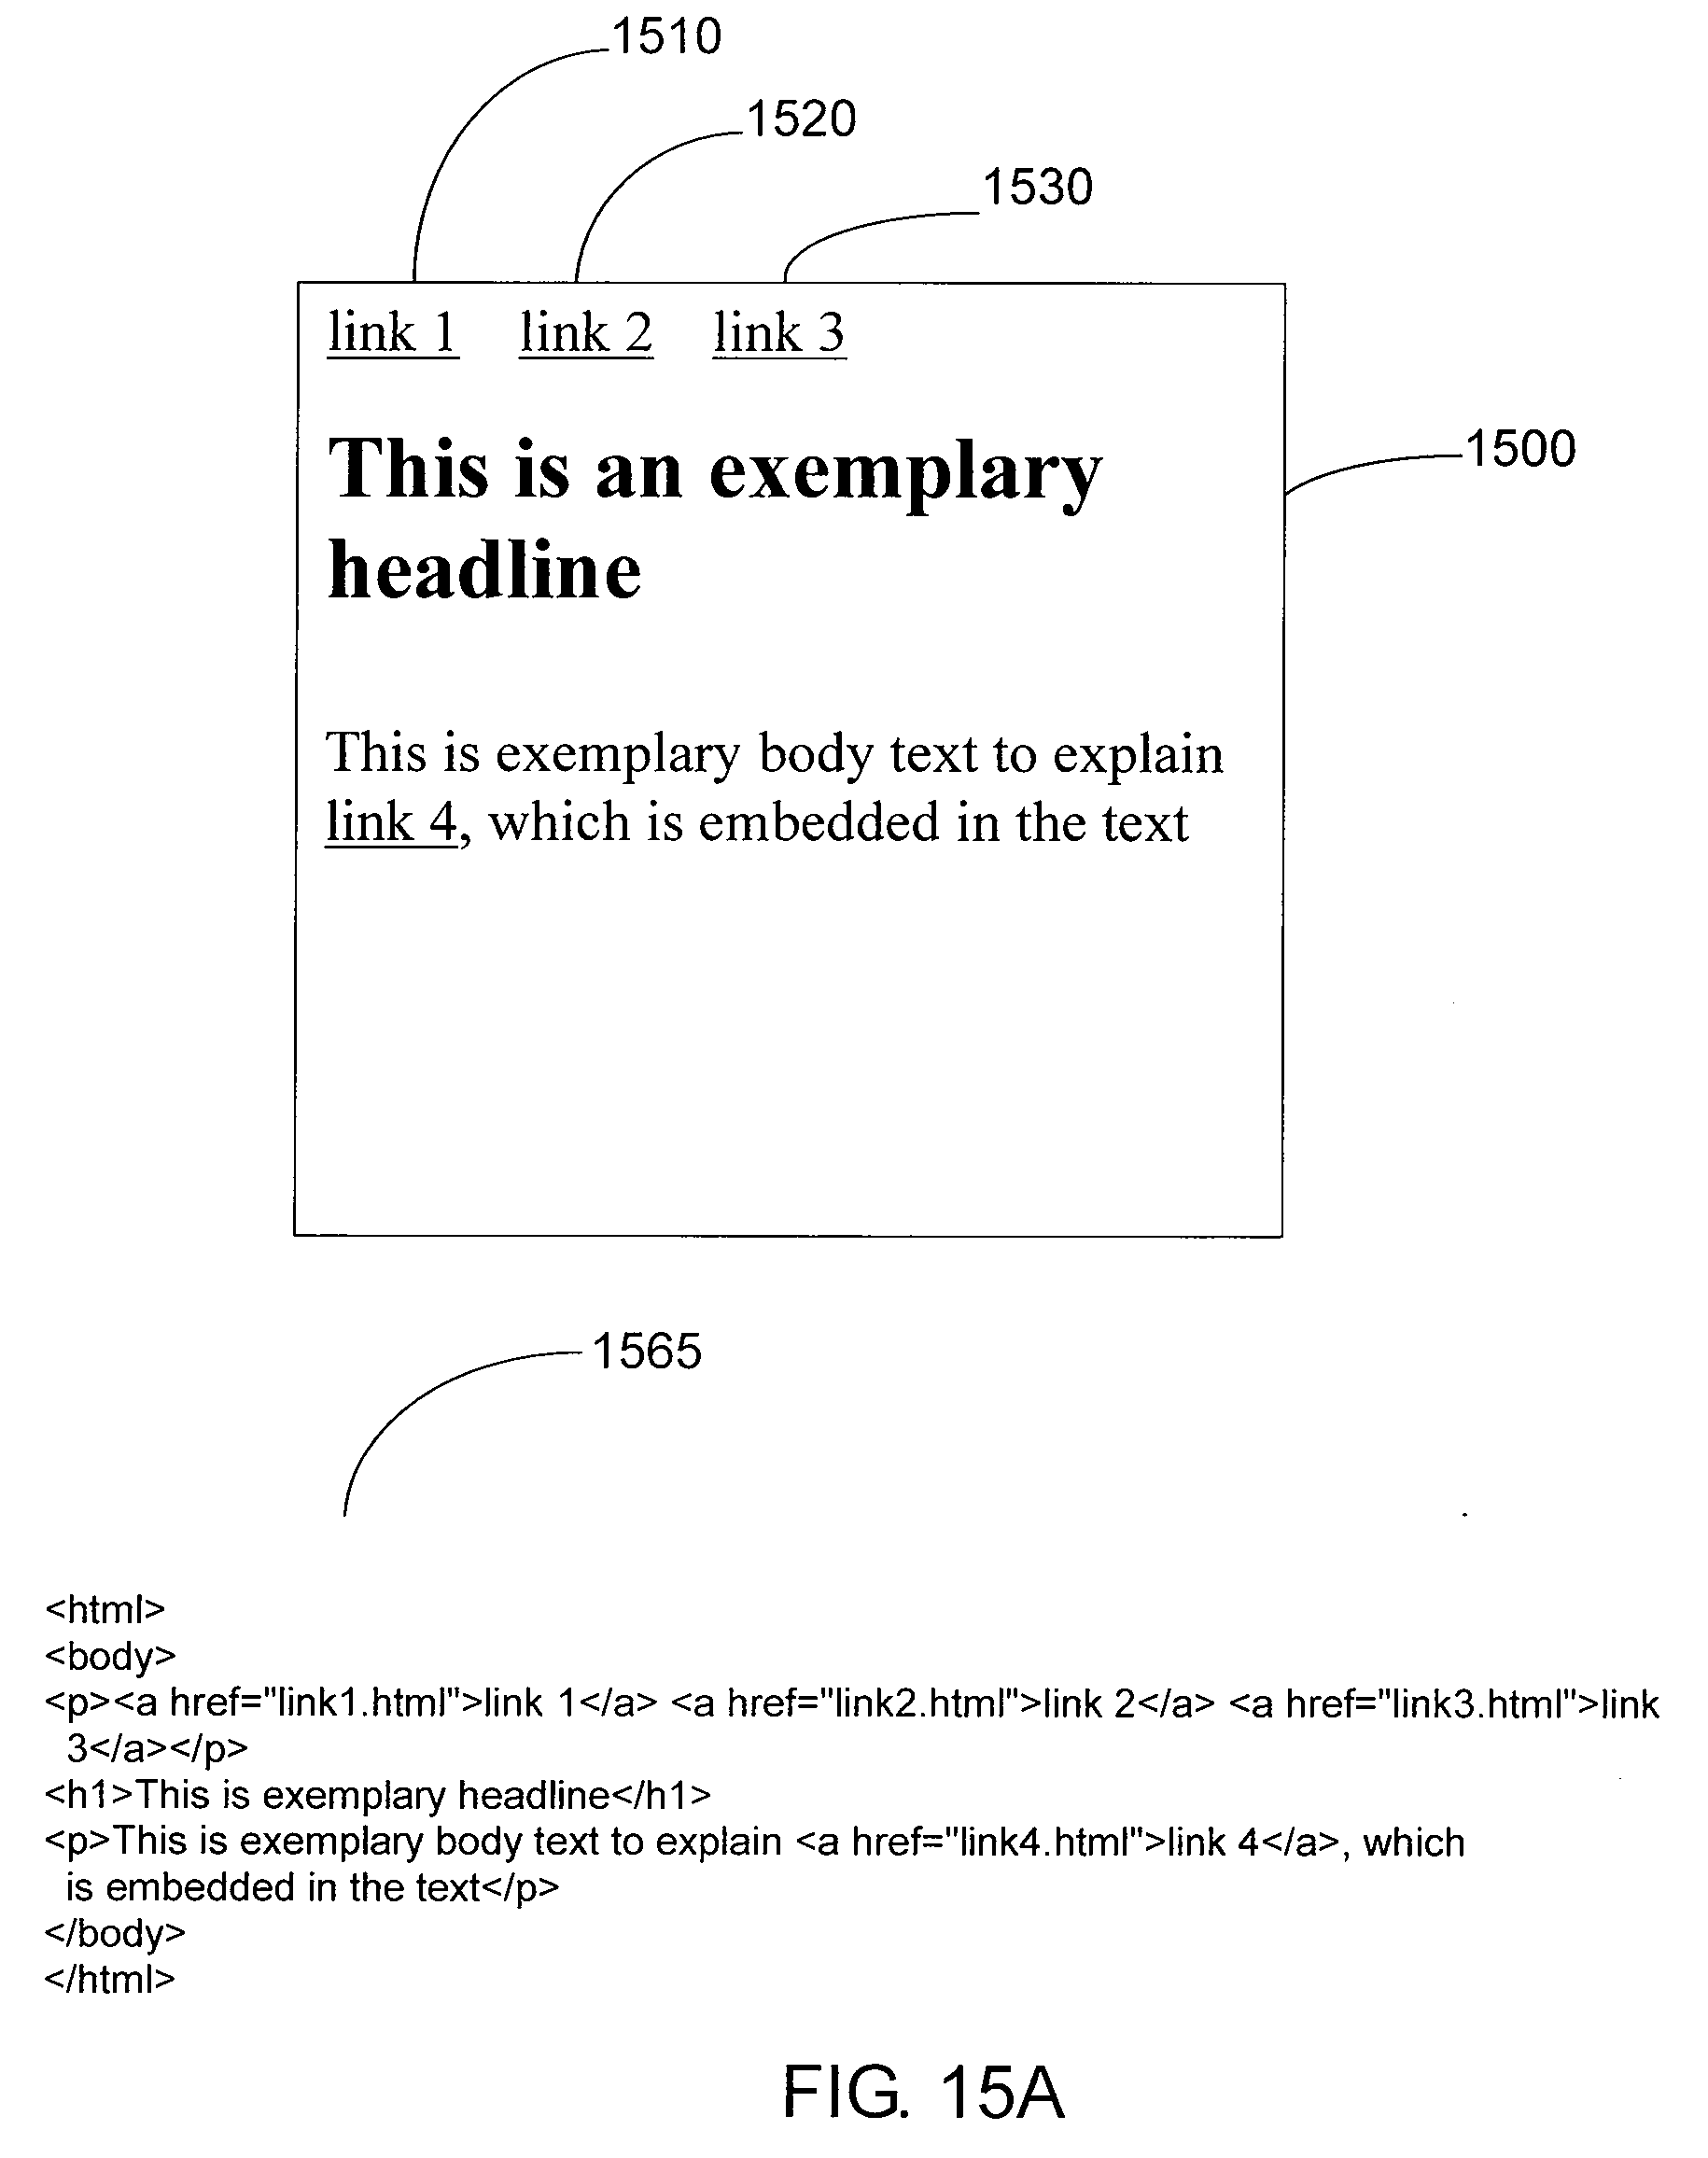 1510
1520
1530
link 1 link 2 link 3
This is an exemplary
headline
1500
This is exemplary body text to explain
link 4, which is embedded in the text
1565
<html>
<body>
<p><a href="link1.html">link 1</a> <a href="link2.html">link 2</a> <a href="link3.html">link
3</a></p>
<h1>This is exemplary headline</h1>
<p>This is exemplary body text to explain <a href="link4.html">link 4</a>, which
is embedded in the text</p>
</body>
</html>
FIG. 15A